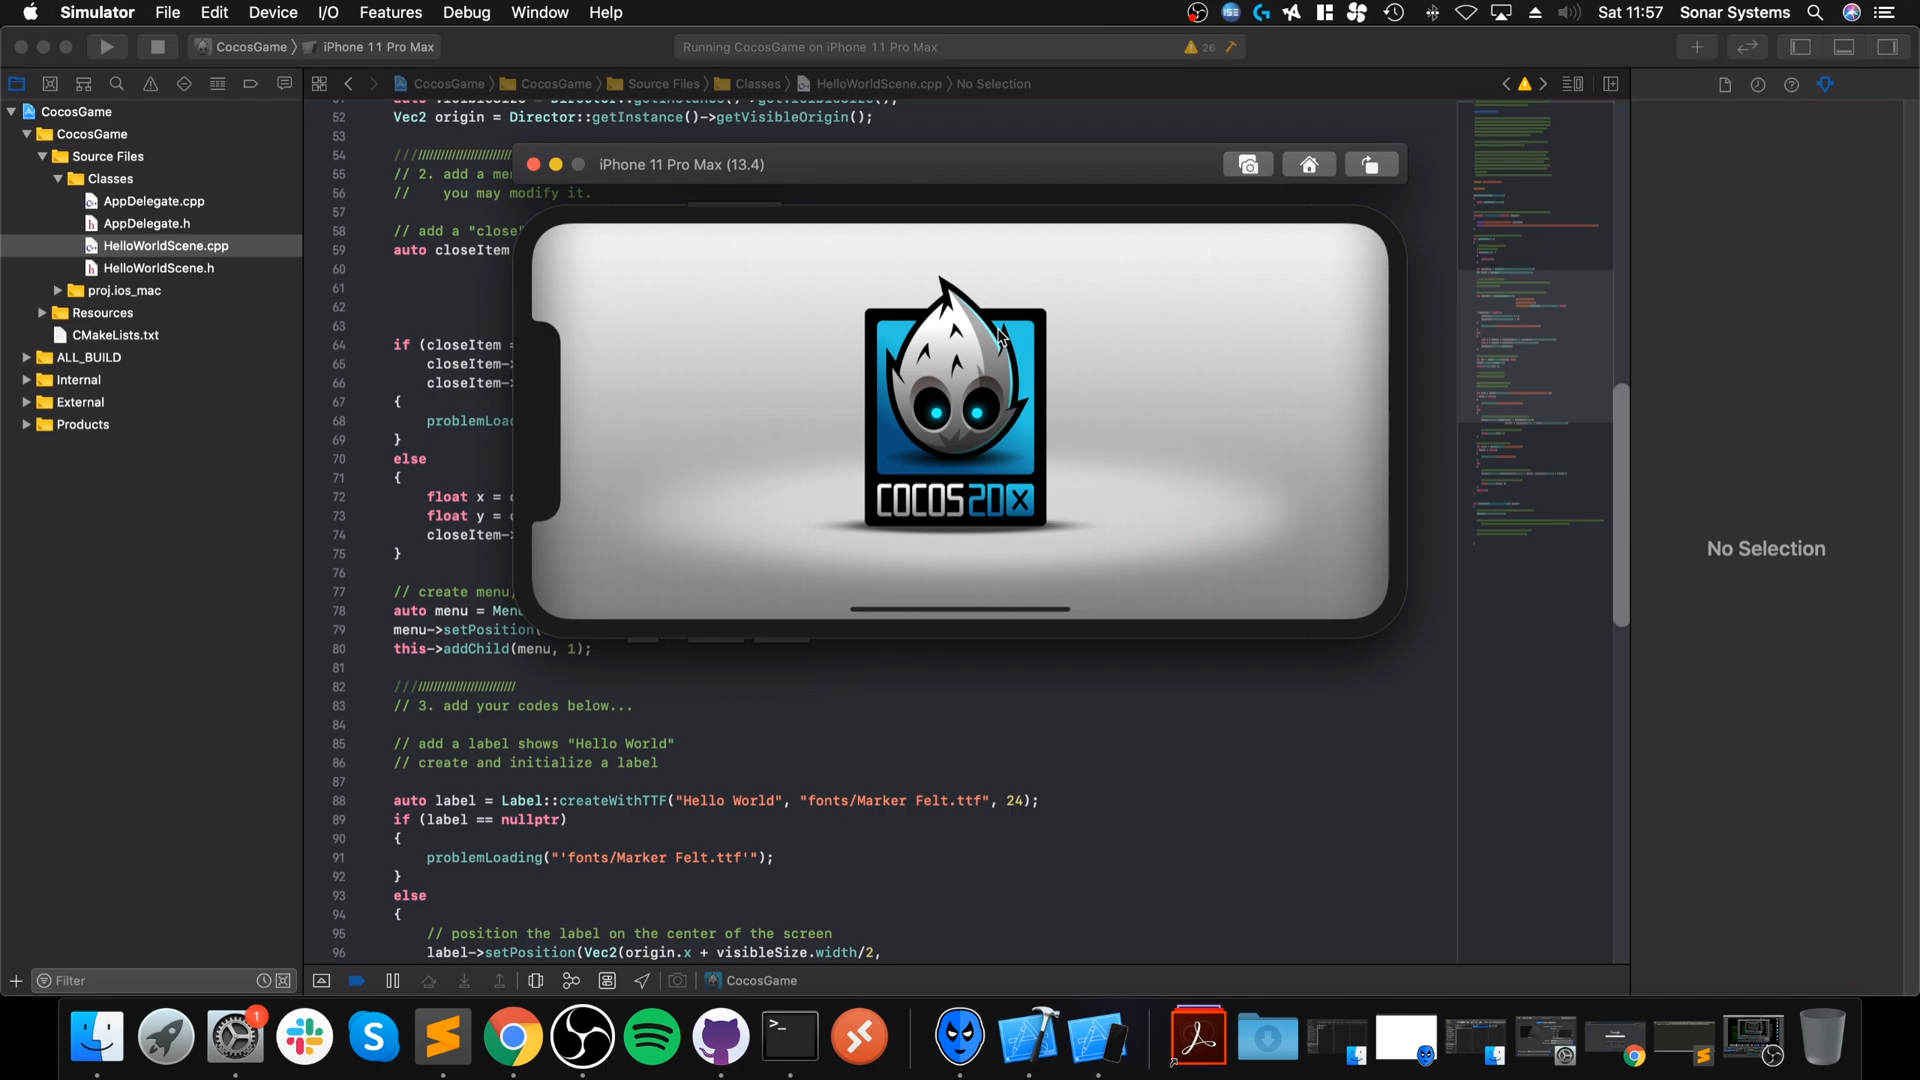 Simulator File Edit Device I/O Features Debug Window Help
Sat 11:57 Sonar Systems
CocosGame iPhone 11 Pro Max
Running CocosGame on iPhone 11 Pro Max
26
CocosGame CocosGame Source Files Classes HelloWorldScene.cpp No Selection
CocosGame
CocosGame
Source Files
Classes
AppDelegate.cpp
AppDelegate.h
HelloWorldScene.cpp
HelloWorldScene.h
proj.ios_mac
Resources
CMakeLists.txt
ALL_BUILD
Internal
External
Products
Filter
52 Vec2 origin = Director::getInstance()->getVisibleOrigin();
53
54 /////////////////////////////
55 // 2. add a me
56 // you may modify it.
57
58 // add a "close"
59 auto closeItem
60
61
62
63
64 if (closeItem =
65 closeItem->
66 closeItem->
67 {
68 problemLoad
69 }
70 else
71 {
72 float x =
73 float y =
74 closeItem->
75 }
76
77 // create menu,
78 auto menu = Men
79 menu->setPosition(
80 this->addChild(menu, 1);
81
82 /////////////////////////////
83 // 3. add your codes below...
84
85 // add a label shows "Hello World"
86 // create and initialize a label
87
88 auto label = Label::createWithTTF("Hello World", "fonts/Marker Felt.ttf", 24);
89 if (label == nullptr)
90 {
91 problemLoading("'fonts/Marker Felt.ttf'");
92 }
93 else
94 {
95 // position the label on the center of the screen
96 label->setPosition(Vec2(origin.x + visibleSize.width/2,
iPhone 11 Pro Max (13.4)
COCOS2DX
No Selection
CocosGame
1